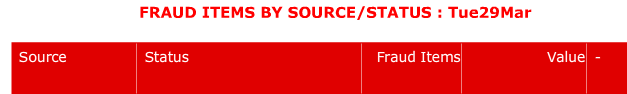 FRAUD ITEMS BY SOURCE/STATUS : Tue29Mar
Source Status Fraud Items Value -